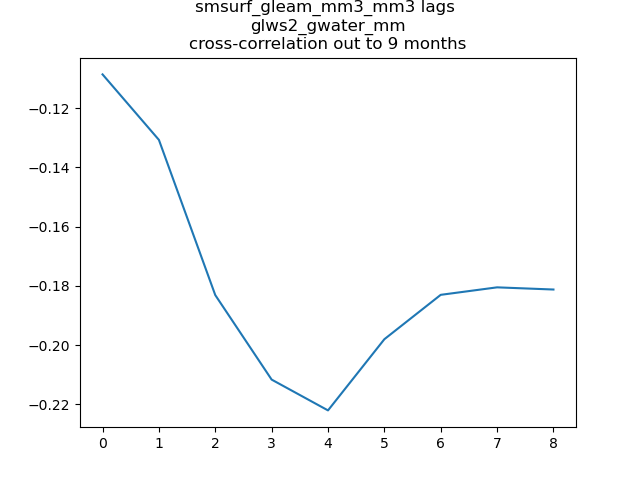 smsurf_gleam_mm3_mm3 lags
glws2_gwater_mm
cross-correlation out to 9 months
−0.12
−0.14
−0.16
−0.18
−0.20
−0.22
0 1 2 3 4 5 6 7 8